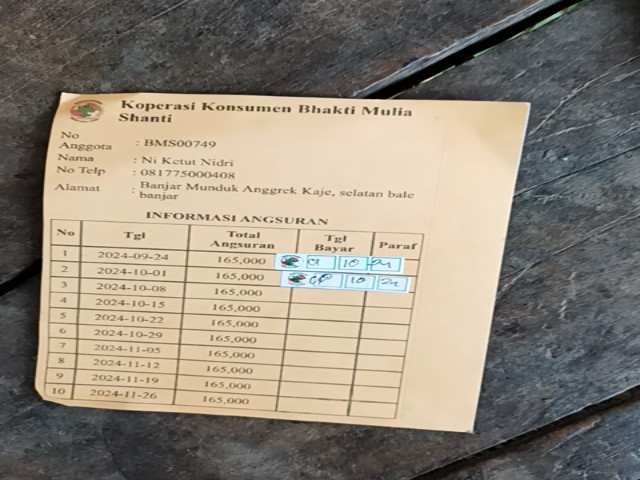 Koperasi Konsumen Bhakti Mulia
Shanti
No
Anggota : BMS00749
Nama : Ni Ketut Nidri
No Telp : 081775000408
Alamat : Banjar Munduk Anggrek Kaje, selatan bale
banjar
INFORMASI ANGSURAN
No Tgl Total Angsuran Tgl Bayar Paraf
1 2024-09-24 165,000 01 10 24
2 2024-10-01 165,000 10 24
3 2024-10-08 165,000
4 2024-10-15 165,000
5 2024-10-22 165,000
6 2024-10-29 165,000
7 2024-11-05 165,000
8 2024-11-12 165,000
9 2024-11-19 165,000
10 2024-11-26 165,000